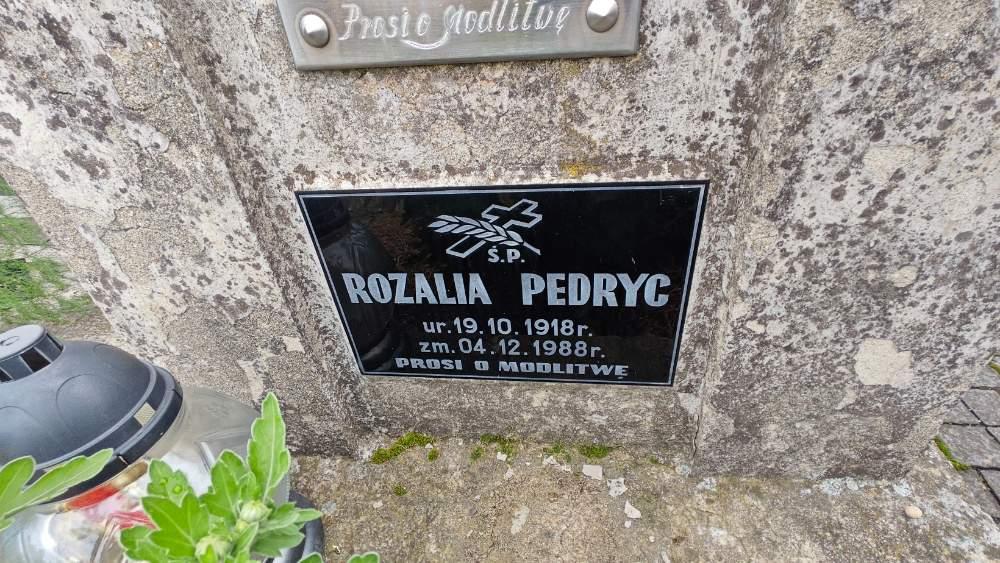 Prosi o Modlitwę
Ś.P.
ROZALIA PEDRYC
ur. 19.10.1918r.
zm. 04.12.1988r.
PROSI O MODLITWĘ